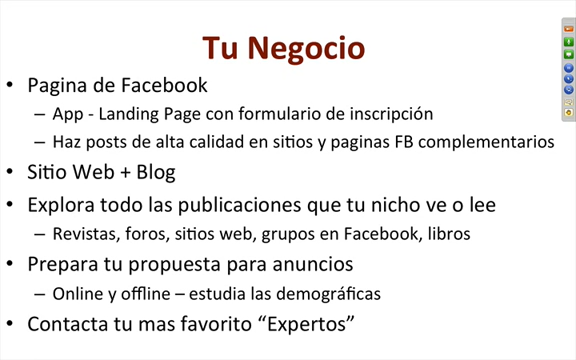 Tu Negocio
• Pagina de Facebook
– App - Landing Page con formulario de inscripción
– Haz posts de alta calidad en sitios y paginas FB complementarios
• Sitio Web + Blog
• Explora todo las publicaciones que tu nicho ve o lee
– Revistas, foros, sitios web, grupos en Facebook, libros
• Prepara tu propuesta para anuncios
– Online y offline – estudia las demográficas
• Contacta tu mas favorito “Expertos”